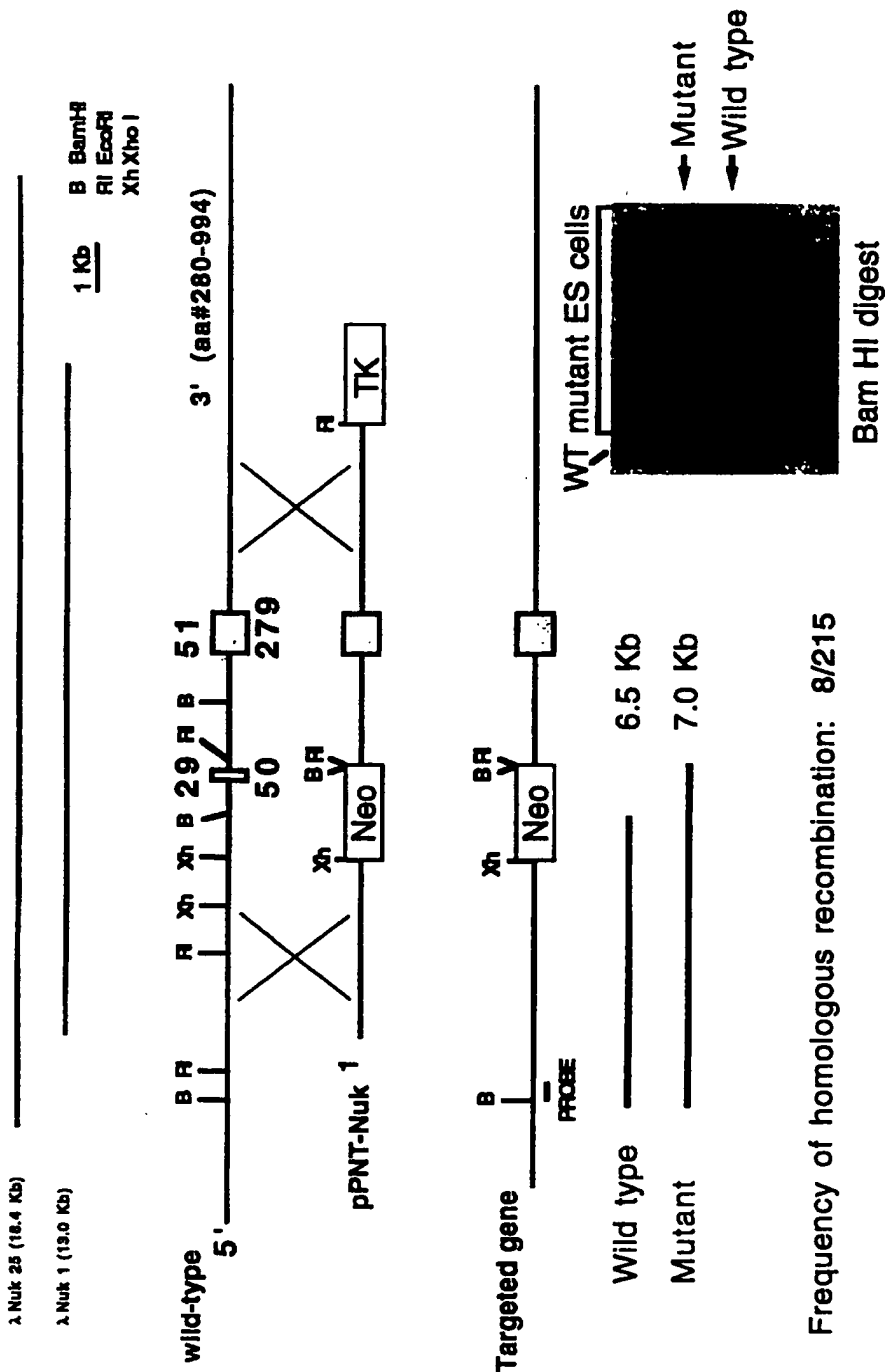 λ Nuk 25 (18.4 Kb)
λ Nuk 1 (13.0 Kb)
1 Kb
B BamHI
RI EcoRI
Xh Xho I
wild-type
5'
B RI RI Xh Xh B 29 RI B 51
50 279
3' (aa#280-994)
pPNT-Nuk 1
Xh Neo B RI RI TK
Targeted gene
B Xh Neo B RI
PROBE
Wild type 6.5 Kb
Mutant 7.0 Kb
WT mutant ES cells
Mutant
Wild type
Bam HI digest
Frequency of homologous recombination: 8/215